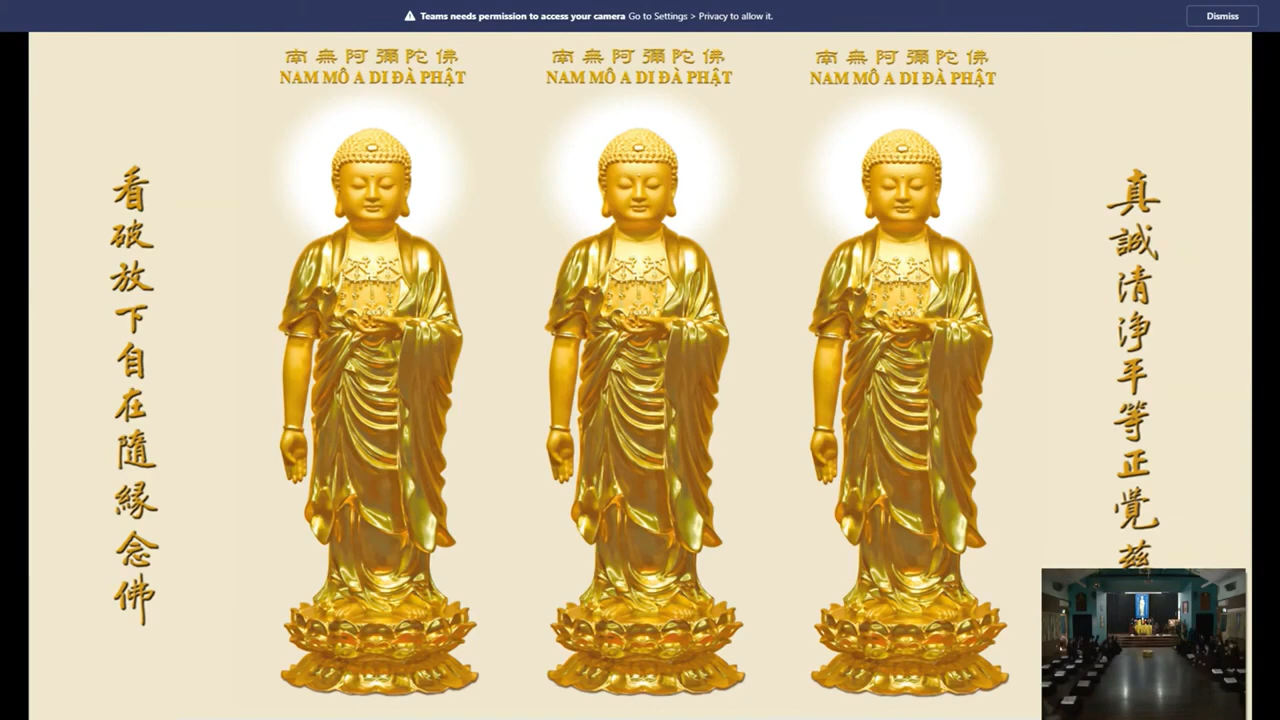 Teams needs permission to access your camera Go to Settings > Privacy to allow it.
Dismiss
南無阿彌陀佛
NAM MÔ A DI ĐÀ PHẬT
南無阿彌陀佛
NAM MÔ A DI ĐÀ PHẬT
南無阿彌陀佛
NAM MÔ A DI ĐÀ PHẬT
真誠清淨平等正覺慈
看破放下自在隨緣念佛